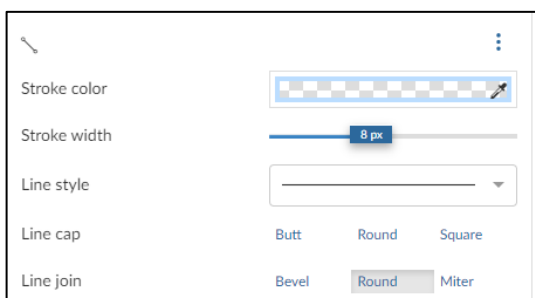 Stroke color
Stroke width 8 px
Line style
Line cap Butt Round Square
Line join Bevel Round Miter